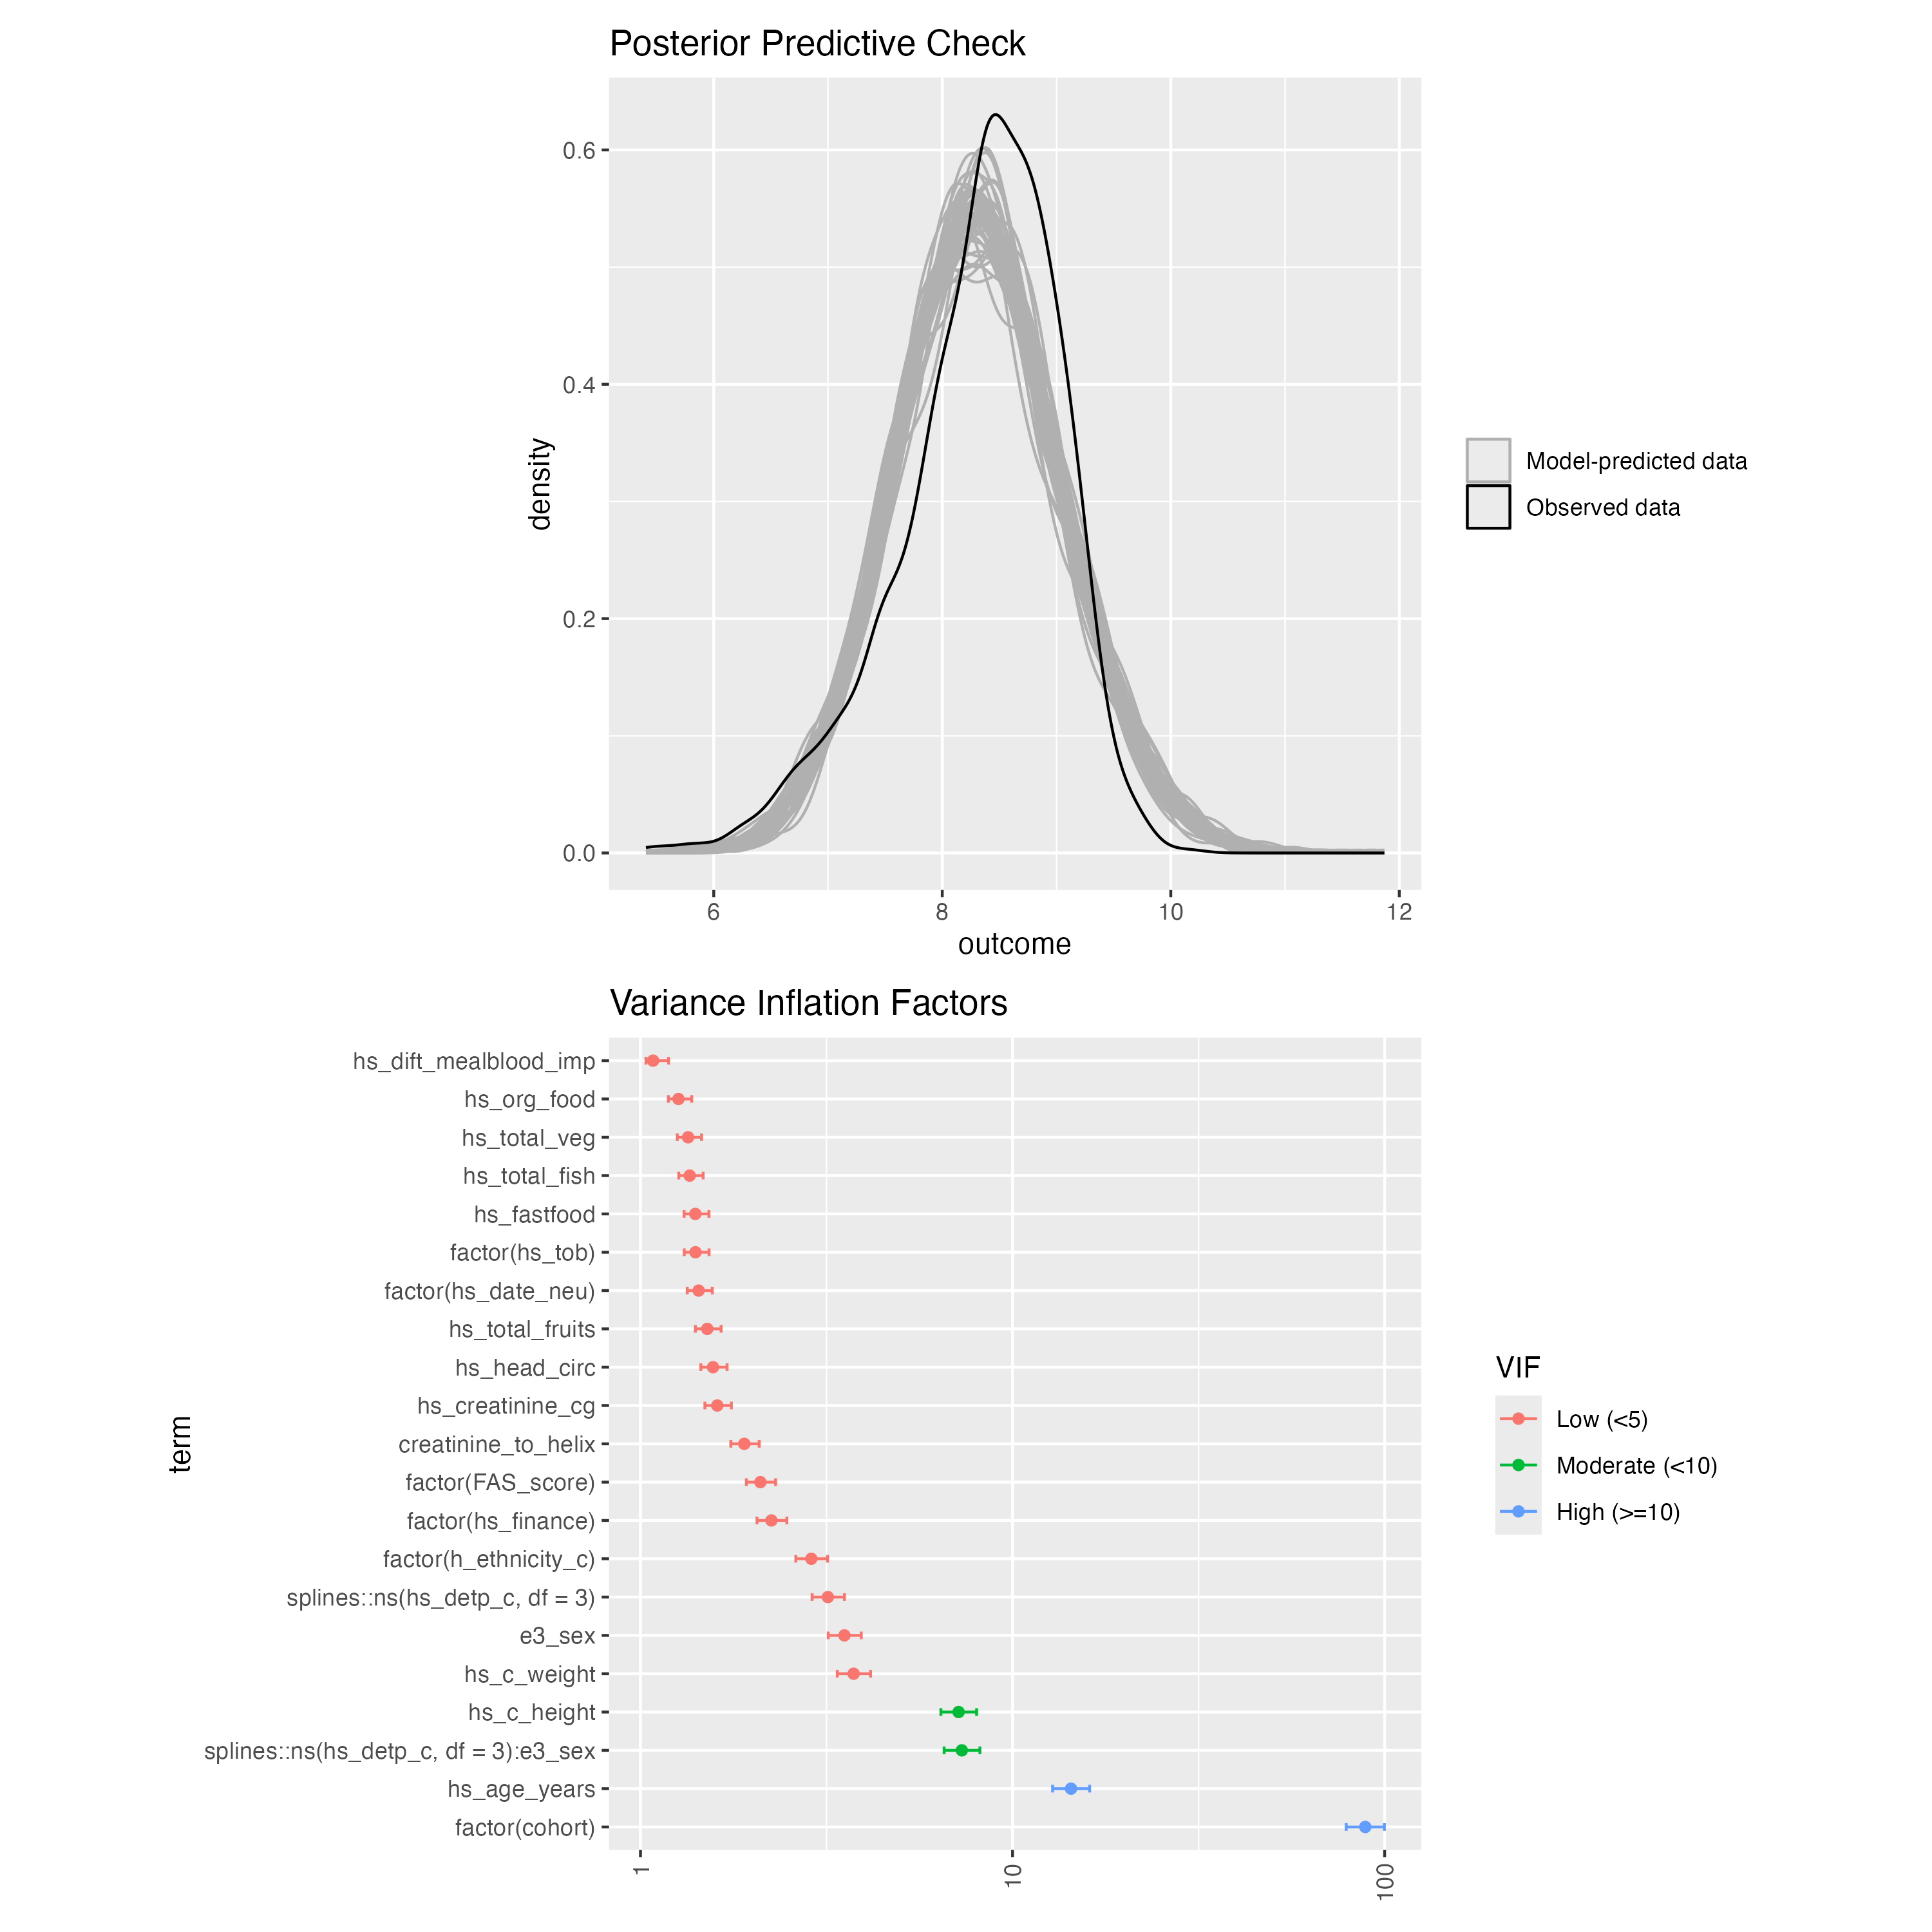 Posterior Predictive Check
density
0.6
0.4
0.2
0.0
6 8 10 12
outcome
Model-predicted data
Observed data
Variance Inflation Factors
term
hs_dift_mealblood_imp
hs_org_food
hs_total_veg
hs_total_fish
hs_fastfood
factor(hs_tob)
factor(hs_date_neu)
hs_total_fruits
hs_head_circ
hs_creatinine_cg
creatinine_to_helix
factor(FAS_score)
factor(hs_finance)
factor(h_ethnicity_c)
splines::ns(hs_detp_c, df = 3)
e3_sex
hs_c_weight
hs_c_height
splines::ns(hs_detp_c, df = 3):e3_sex
hs_age_years
factor(cohort)
1 10 100
VIF
Low (<5)
Moderate (<10)
High (>=10)